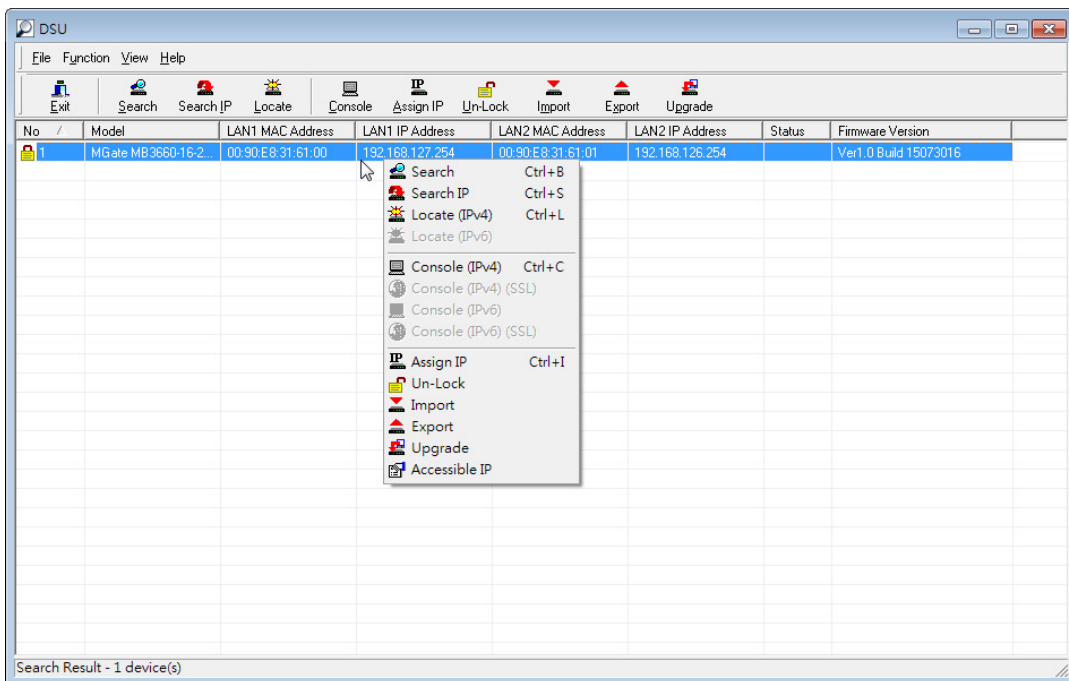 DSU
File Function View Help
Exit Search Search IP Locate Console Assign IP Un-Lock Import Export Upgrade
No / Model LAN1 MAC Address LAN1 IP Address LAN2 MAC Address LAN2 IP Address Status Firmware Version
1 MGate MB3660-16-2... 00:90:E8:31:61:00 192.168.127.254 00:90:E8:31:61:01 192.168.126.254 Ver1.0 Build 15073016
Search Ctrl+B
Search IP Ctrl+S
Locate (IPv4) Ctrl+L
Locate (IPv6)
Console (IPv4) Ctrl+C
Console (IPv4) (SSL)
Console (IPv6)
Console (IPv6) (SSL)
IP Assign IP Ctrl+I
Un-Lock
Import
Export
Upgrade
Accessible IP
Search Result - 1 device(s)